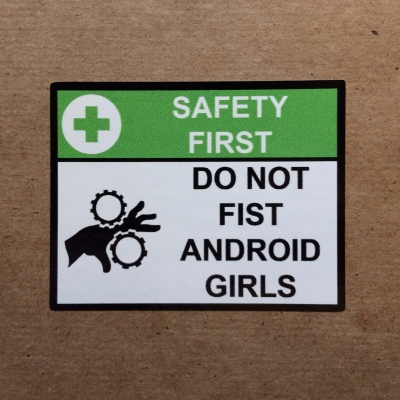 SAFETY
FIRST
DO NOT
FIST
ANDROID
GIRLS